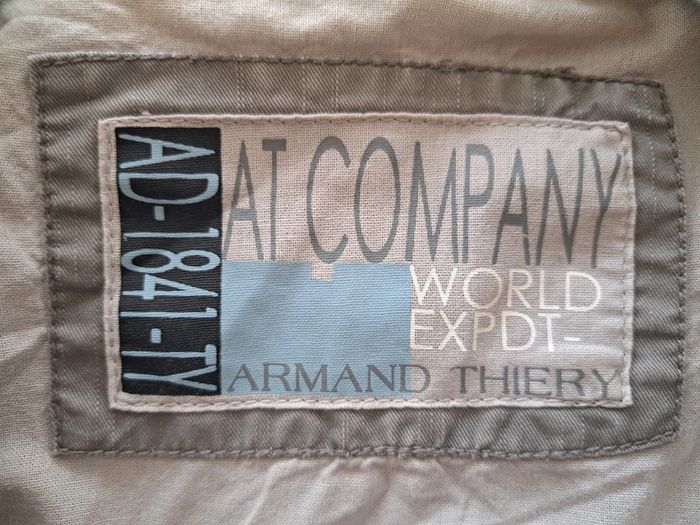 AD-1841-TY
AT COMPANY
WORLD
EXPDT-
ARMAND THIERY